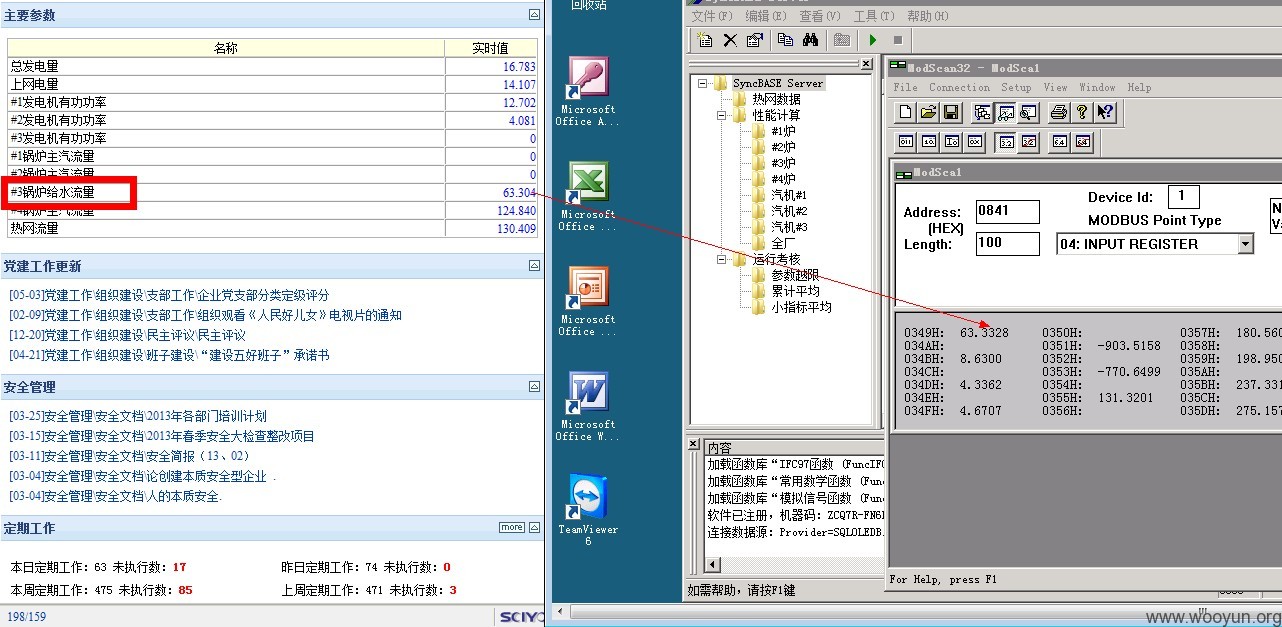 主要参数
名称 实时值
总发电量 16.783
上网电量 14.107
#1发电机有功功率 12.702
#2发电机有功功率 4.081
#3发电机有功功率 0
#1锅炉主汽流量 0
#2锅炉主汽流量 0
#3锅炉给水流量 63.304
#4锅炉主汽流量 124.840
热网流量 130.409
党建工作更新
[05-03]党建工作\组织建设\支部工作\企业党支部分类定级计分
[02-09]党建工作\组织建设\支部工作\组织观看《人民好儿女》电视片的通知
[12-20]党建工作\组织建设\民主评议\民主评议
[04-21]党建工作\组织建设\班子建设\“建设五好班子”承诺书
安全管理
[03-25]安全管理\安全文档\2013年各部门培训计划
[03-15]安全管理\安全文档\2013年春季安全大检查整改项目
[03-11]安全管理\安全文档\安全简报（13、02）
[03-04]安全管理\安全文档\论创建本质安全型企业 .
[03-04]安全管理\安全文档\人的本质安全.
定期工作 more
本日定期工作: 63 未执行数: 17 昨日定期工作: 74 未执行数: 0
本周定期工作: 475 未执行数: 85 上周定期工作: 471 未执行数: 3
198/159
回收站
Microsoft
Office A...
Microsoft
Office ...
Microsoft
Office ...
Microsoft
Office W...
TeamViewer
6
文件(F) 编辑(E) 查看(V) 工具(T) 帮助(H)
SyncBASE Server
热网数据
性能计算
#1炉
#2炉
#3炉
#4炉
汽机#1
汽机#2
汽机#3
全厂
运行考核
参数越限
累计平均
小指标平均
内容
加载函数库“IFC97函数 (FuncIF
加载函数库“常用数学函数 (Fun
加载函数库“模拟信号函数 (Fun
软件已注册，机器码：ZCQ7R-FN6
连接数据源：Provider=SQLOLEDB.
如需帮助，请按F1键
ModScan32 - ModSca1
File Connection Setup View Window Help
ModSca1
Address: 0841
(HEX)
Length: 100
Device Id: 1
MODBUS Point Type
04: INPUT REGISTER
0349H: 63.3328 0350H: 0357H: 180.560
034AH: 0351H: -903.5158 0358H:
034BH: 8.6300 0352H: 0359H: 198.950
034CH: 0353H: -770.6499 035AH:
034DH: 4.3362 0354H: 035BH: 237.331
034EH: 0355H: 131.3201 035CH:
034FH: 4.6707 0356H: 035DH: 275.157
For Help, press F1
www.wooyun.org